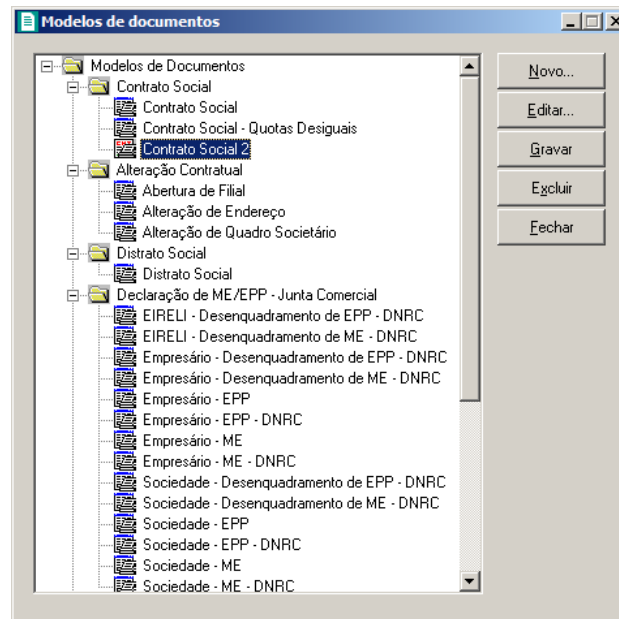 Modelos de documentos
Modelos de Documentos
Contrato Social
Contrato Social
Contrato Social - Quotas Desiguais
Contrato Social 2
Alteração Contratual
Abertura de Filial
Alteração de Endereço
Alteração de Quadro Societário
Distrato Social
Distrato Social
Declaração de ME/EPP - Junta Comercial
EIRELI - Desenquadramento de EPP - DNRC
EIRELI - Desenquadramento de ME - DNRC
Empresário - Desenquadramento de EPP - DNRC
Empresário - Desenquadramento de ME - DNRC
Empresário - EPP
Empresário - EPP - DNRC
Empresário - ME
Empresário - ME - DNRC
Sociedade - Desenquadramento de EPP - DNRC
Sociedade - Desenquadramento de ME - DNRC
Sociedade - EPP
Sociedade - EPP - DNRC
Sociedade - ME
Sociedade - ME - DNRC
Novo...
Editar...
Gravar
Excluir
Fechar